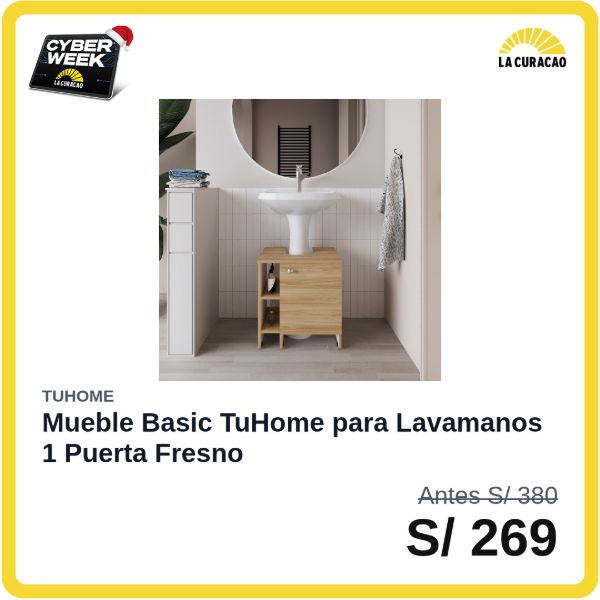 CYBER
WEEK
LA CURACAO
LA CURACAO
TUHOME
Mueble Basic TuHome para Lavamanos
1 Puerta Fresno
Antes S/ 380
S/ 269